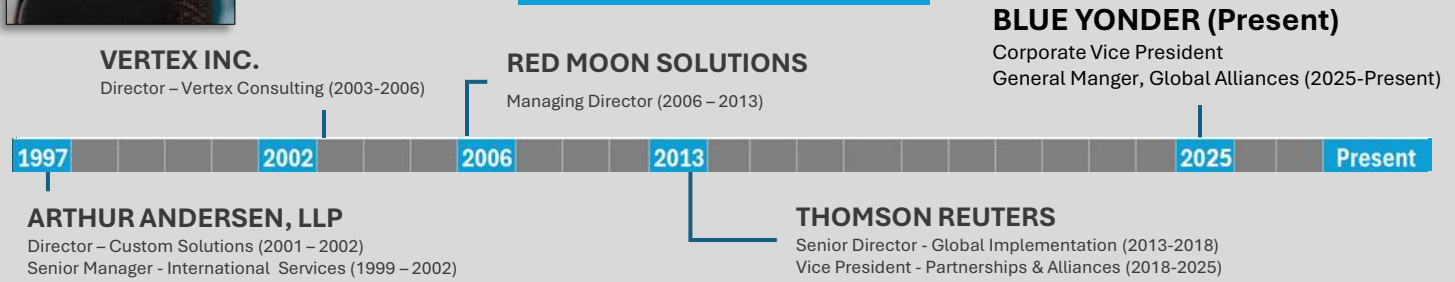 BLUE YONDER (Present)
Corporate Vice President
General Manger, Global Alliances (2025-Present)
VERTEX INC.
Director – Vertex Consulting (2003-2006)
RED MOON SOLUTIONS
Managing Director (2006 – 2013)
1997
2002
2006
2013
2025
Present
ARTHUR ANDERSEN, LLP
Director – Custom Solutions (2001 – 2002)
Senior Manager - International Services (1999 – 2002)
THOMSON REUTERS
Senior Director - Global Implementation (2013-2018)
Vice President - Partnerships & Alliances (2018-2025)